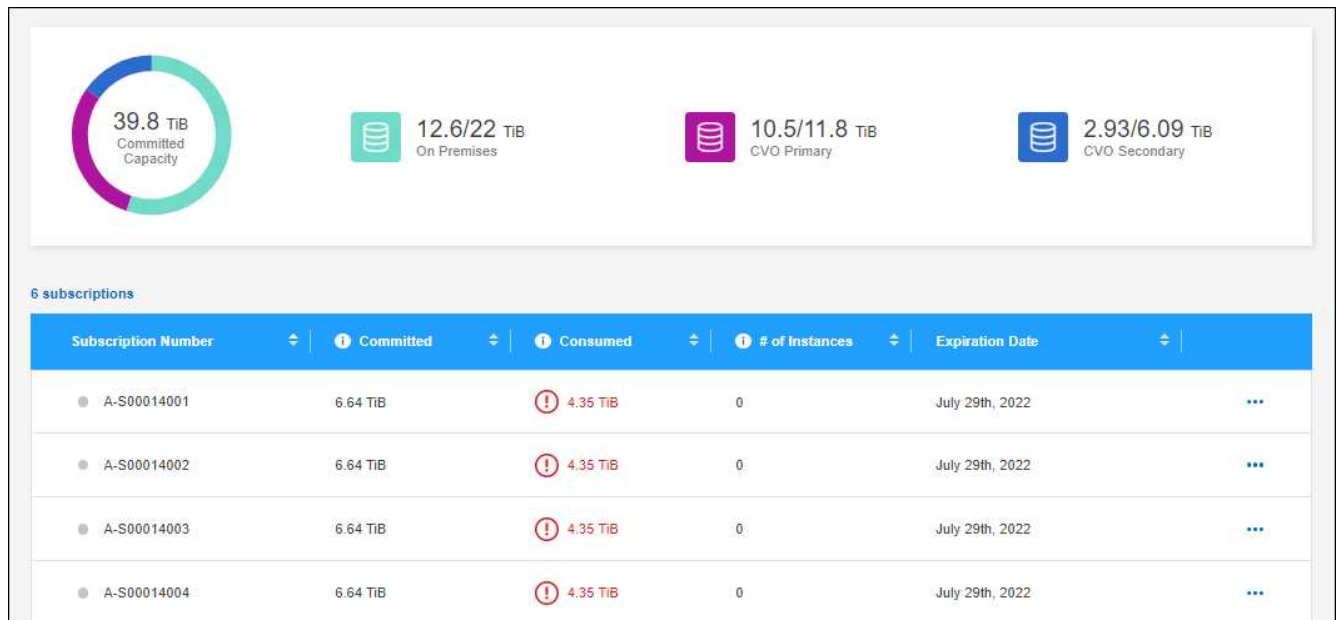 39.8 TiB
Committed
Capacity
12.6/22 TiB
On Premises
10.5/11.8 TiB
CVO Primary
2.93/6.09 TiB
CVO Secondary
6 subscriptions
Subscription Number Committed Consumed # of Instances Expiration Date
A-S00014001 6.64 TiB 4.35 TiB 0 July 29th, 2022
A-S00014002 6.64 TiB 4.35 TiB 0 July 29th, 2022
A-S00014003 6.64 TiB 4.35 TiB 0 July 29th, 2022
A-S00014004 6.64 TiB 4.35 TiB 0 July 29th, 2022